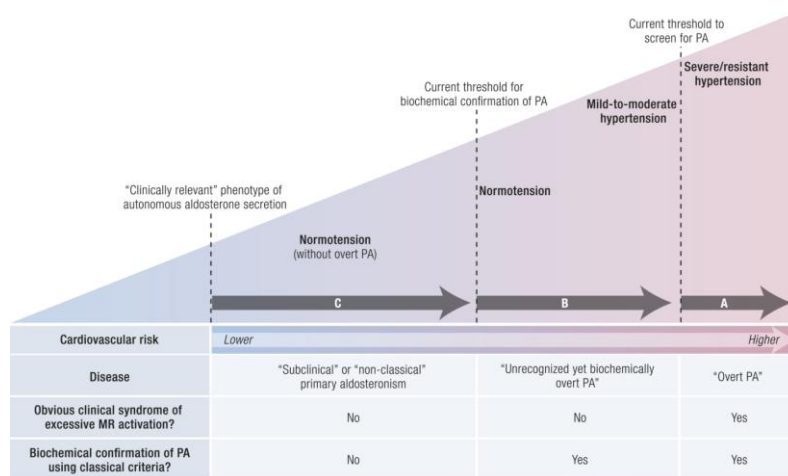 Current threshold to
screen for PA
Severe/resistant
hypertension
Current threshold for
biochemical confirmation of PA
Mild-to-moderate
hypertension
"Clinically relevant" phenotype of
autonomous aldosterone secretion
Normotension
Normotension
(without overt PA)
C
B
A
Cardiovascular risk
Lower
Higher
Disease
"Subclinical" or "non-classical"
primary aldosteronism
"Unrecognized yet biochemically
overt PA"
"Overt PA"
Obvious clinical syndrome of
excessive MR activation?
No
No
Yes
Biochemical confirmation of PA
using classical criteria?
No
Yes
Yes